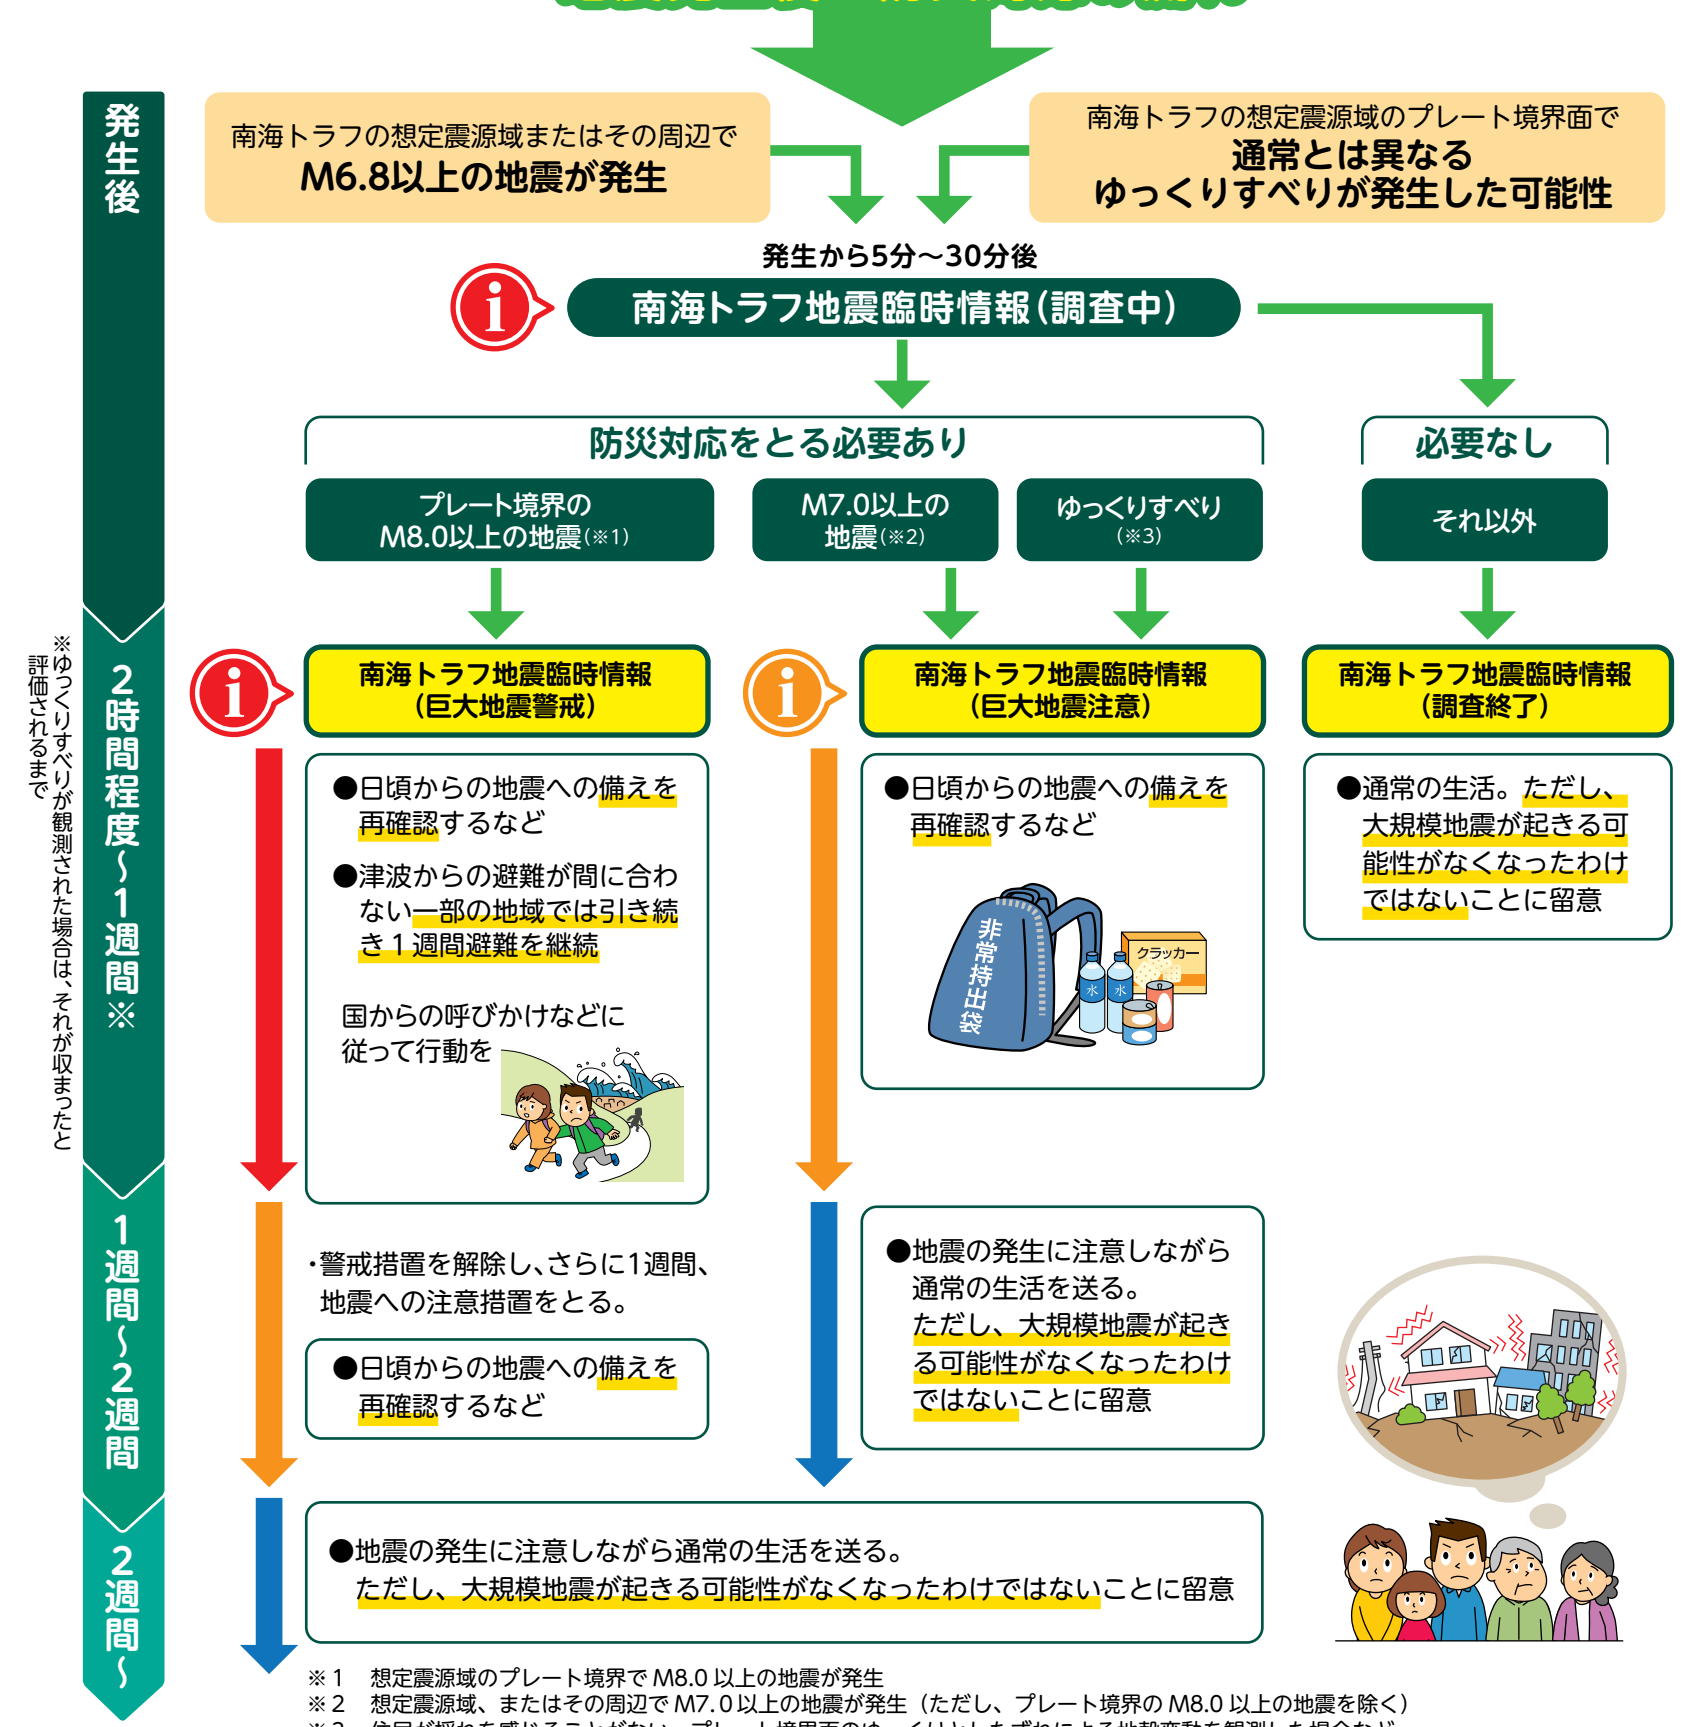 発生後
南海トラフの想定震源域またはその周辺で
M6.8以上の地震が発生
南海トラフの想定震源域のプレート境界面で
通常とは異なる
ゆっくりすべりが発生した可能性
発生から5分～30分後
i
南海トラフ地震臨時情報(調査中)
防災対応をとる必要あり
必要なし
プレート境界の
M8.0以上の地震(※1)
M7.0以上の
地震(※2)
ゆっくりすべり
(※3)
それ以外
2時間程度～1週間※
※ゆっくりすべりが観測された場合は、それが収まったと
評価されるまで
i
南海トラフ地震臨時情報
(巨大地震警戒)
i
南海トラフ地震臨時情報
(巨大地震注意)
南海トラフ地震臨時情報
(調査終了)
●日頃からの地震への備えを
再確認するなど
●津波からの避難が間に合わ
ない一部の地域では引き続
き1週間避難を継続
国からの呼びかけなどに
従って行動を
●日頃からの地震への備えを
再確認するなど
非常持出袋
水
水
クラッカー
●通常の生活。ただし、
大規模地震が起きる可
能性がなくなったわけ
ではないことに留意
1週間～2週間
・警戒措置を解除し、さらに1週間、
地震への注意措置をとる。
●日頃からの地震への備えを
再確認するなど
●地震の発生に注意しながら
通常の生活を送る。
ただし、大規模地震が起き
る可能性がなくなったわけ
ではないことに留意
2週間～
●地震の発生に注意しながら通常の生活を送る。
ただし、大規模地震が起きる可能性がなくなったわけではないことに留意
※1 想定震源域のプレート境界でM8.0以上の地震が発生
※2 想定震源域、またはその周辺でM7.0以上の地震が発生（ただし、プレート境界のM8.0以上の地震を除く）